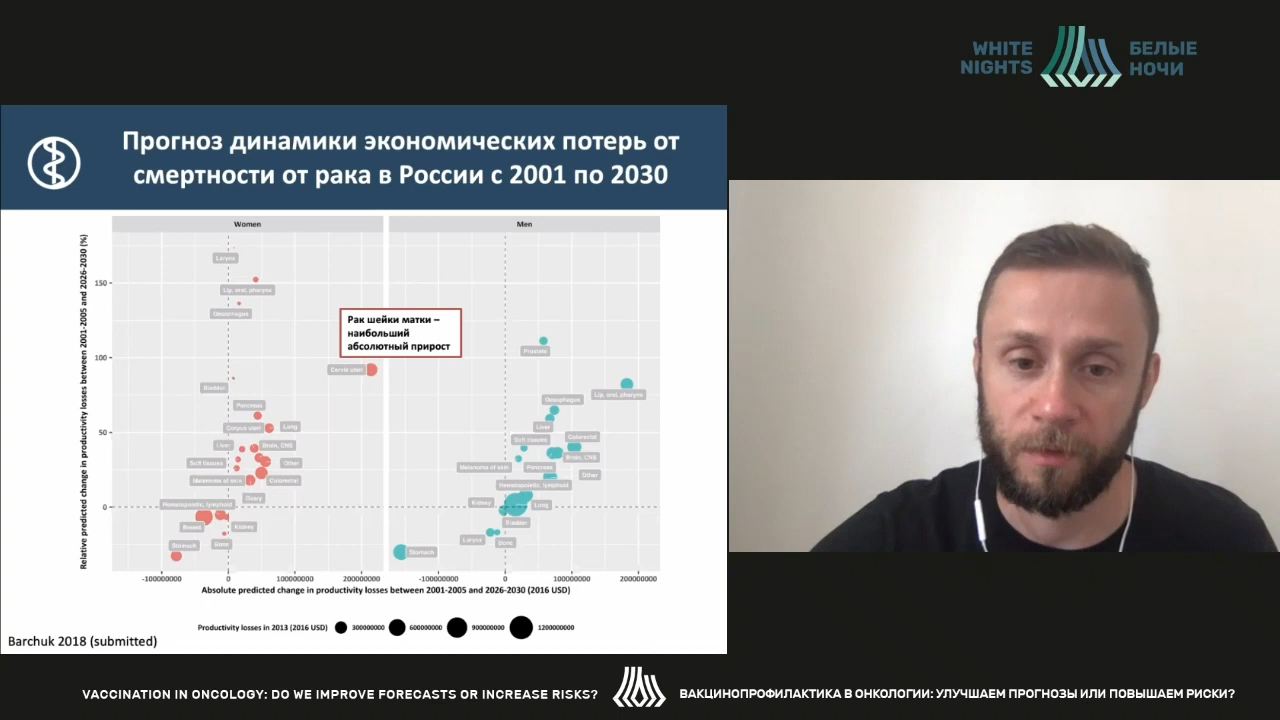 WHITE
NIGHTS
БЕЛЫЕ
НОЧИ
Прогноз динамики экономических потерь от
смертности от рака в России с 2001 по 2030
Women
Men
Relative predicted change in productivity losses between 2001-2005 and 2026-2030 (%)
150
100
50
0
Larynx
Lip, oral, pharynx
Oesophagus
Bladder
Pancreas
Corpus uteri
Lung
Liver
Brain, CNS
Soft tissues
Other
Melanoma of skin
Colorectal
Ovary
Hematopoietic, lymphoid
Breast
Kidney
Stomach
Bone
Cervix uteri
Рак шейки матки –
наибольший
абсолютный прирост
Prostate
Lip, oral, pharynx
Oesophagus
Liver
Soft tissues
Colorectal
Brain, CNS
Melanoma of skin
Pancreas
Other
Hematopoietic, lymphoid
Kidney
Lung
Bladder
Larynx
Bone
Stomach
-100000000
0
100000000
200000000
-100000000
0
100000000
200000000
Absolute predicted change in productivity losses between 2001-2005 and 2026-2030 (2016 USD)
Productivity losses in 2013 (2016 USD)
300000000
600000000
900000000
1200000000
Barchuk 2018 (submitted)
VACCINATION IN ONCOLOGY: DO WE IMPROVE FORECASTS OR INCREASE RISKS?
ВАКЦИНОПРОФИЛАКТИКА В ОНКОЛОГИИ: УЛУЧШАЕМ ПРОГНОЗЫ ИЛИ ПОВЫШАЕМ РИСКИ?